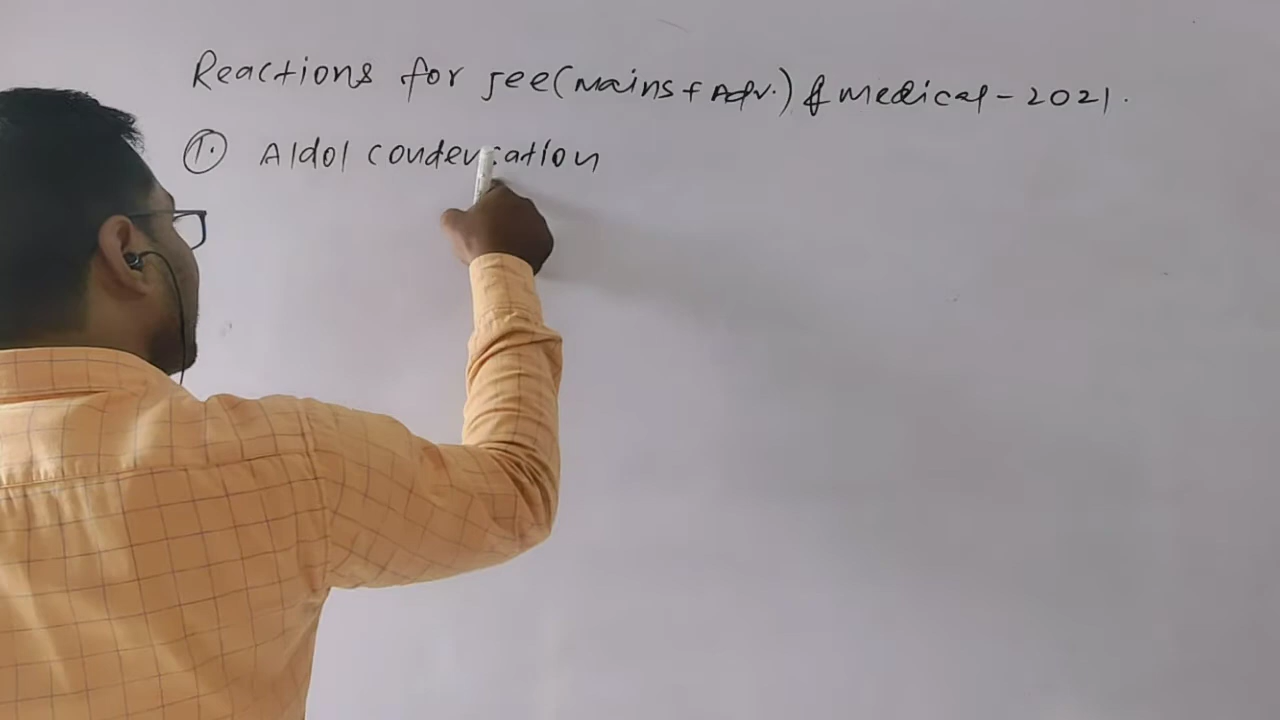 Reactions for Jee (Mains + Adv.) & medical - 2021.
1. Aldol condensation